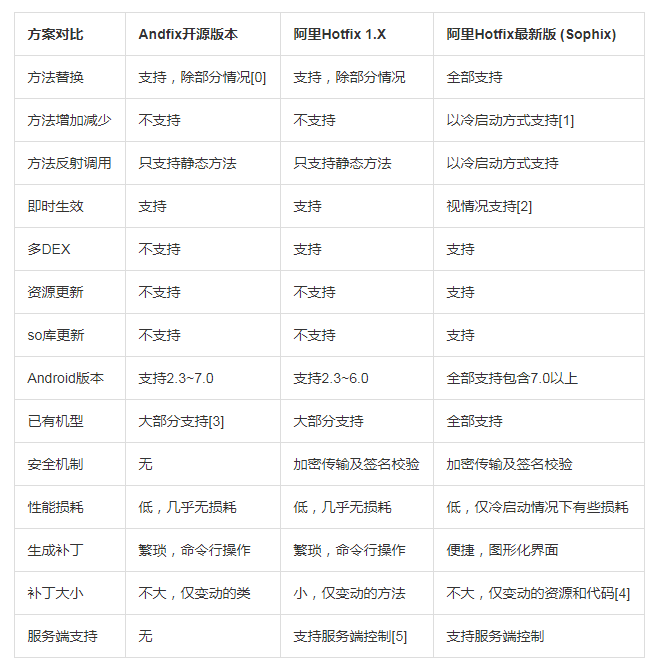 方案对比 Andfix开源版本 阿里Hotfix 1.X 阿里Hotfix最新版 (Sophix)
方法替换 支持，除部分情况[0] 支持，除部分情况 全部支持
方法增加减少 不支持 不支持 以冷启动方式支持[1]
方法反射调用 只支持静态方法 只支持静态方法 以冷启动方式支持
即时生效 支持 支持 视情况支持[2]
多DEX 不支持 支持 支持
资源更新 不支持 不支持 支持
so库更新 不支持 不支持 支持
Android版本 支持2.3~7.0 支持2.3~6.0 全部支持包含7.0以上
已有机型 大部分支持[3] 大部分支持 全部支持
安全机制 无 加密传输及签名校验 加密传输及签名校验
性能损耗 低，几乎无损耗 低，几乎无损耗 低，仅冷启动情况下有些损耗
生成补丁 繁琐，命令行操作 繁琐，命令行操作 便捷，图形化界面
补丁大小 不大，仅变动的类 小，仅变动的方法 不大，仅变动的资源和代码[4]
服务端支持 无 支持服务端控制[5] 支持服务端控制